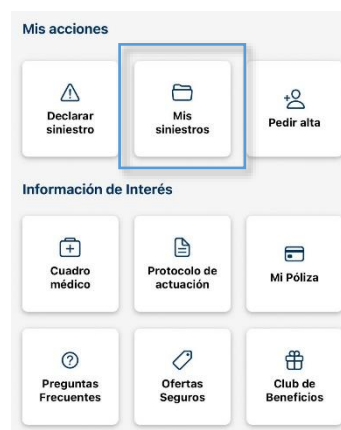 Mis acciones
Declarar
siniestro
Mis
siniestros
Pedir alta
Información de Interés
Cuadro
médico
Protocolo de
actuación
Mi Póliza
Preguntas
Frecuentes
Ofertas
Seguros
Club de
Beneficios